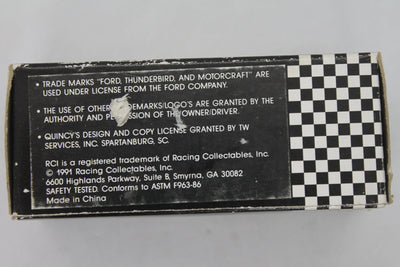 • TRADE MARKS "FORD, THUNDERBIRD, AND MOTORCRAFT" ARE
USED UNDER LICENSE FROM THE FORD COMPANY.
• THE USE OF OTHER DEMARKS/LOGO'S ARE GRANTED BY THE
AUTHORITY AND OF THE OWNER/DRIVER.
• QUINCY'S DESIGN AND COPY LICENSE GRANTED BY TW
SERVICES, INC. SPARTANBURG, SC.
RCI is a registered trademark of Racing Collectables, Inc.
© 1991 Racing Collectables, Inc.
6600 Highlands Parkway, Suite B, Smyrna, GA 30082
SAFETY TESTED Conforms to ASTM F963-86
Made in China